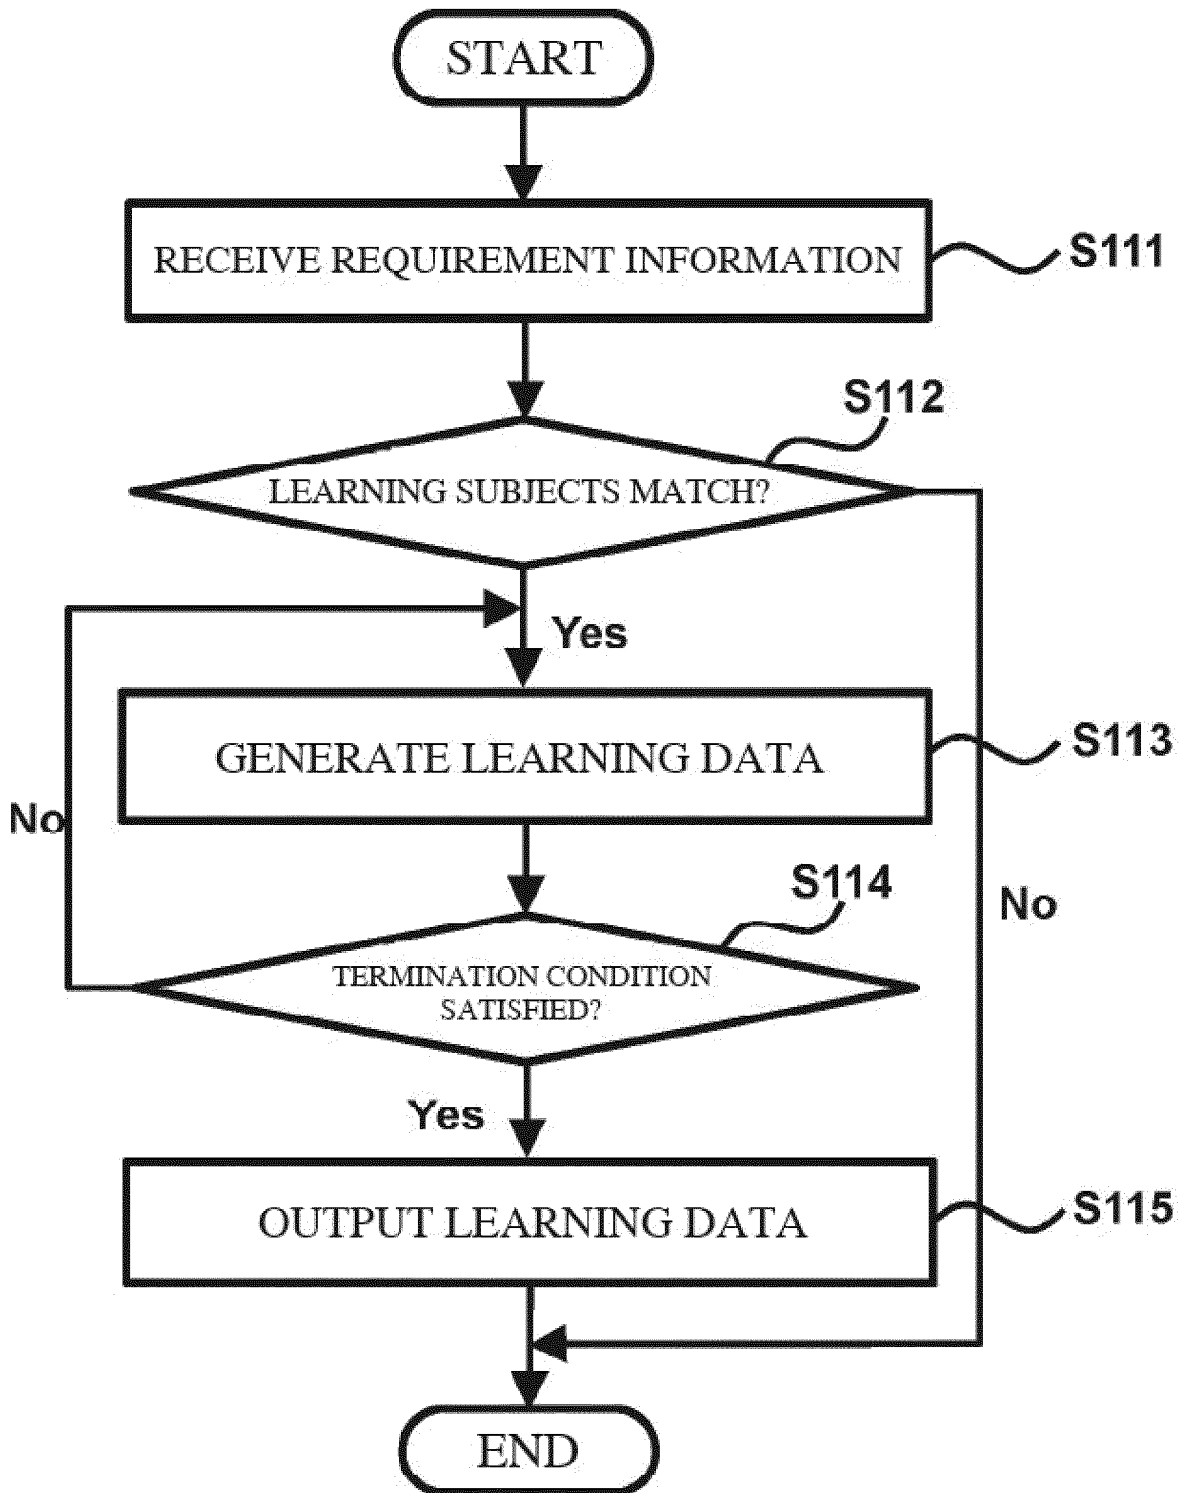 START
RECEIVE REQUIREMENT INFORMATION
S111
S112
LEARNING SUBJECTS MATCH?
Yes
GENERATE LEARNING DATA
S113
No
S114
No
TERMINATION CONDITION
SATISFIED?
Yes
OUTPUT LEARNING DATA
S115
END